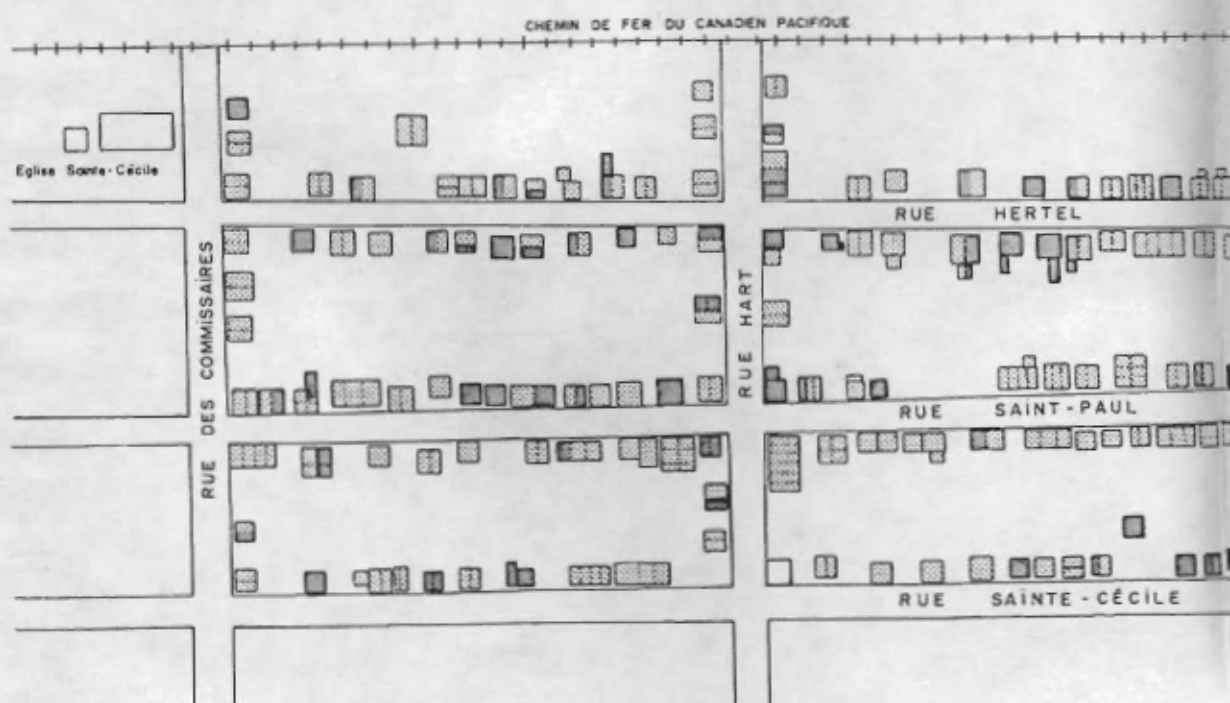 CHEMIN DE FER DU CANADIEN PACIFIQUE
Eglise Sainte-Cécile
RUE HERTEL
RUE DES COMMISSAIRES
RUE HART
RUE SAINT-PAUL
RUE SAINTE-CÉCILE